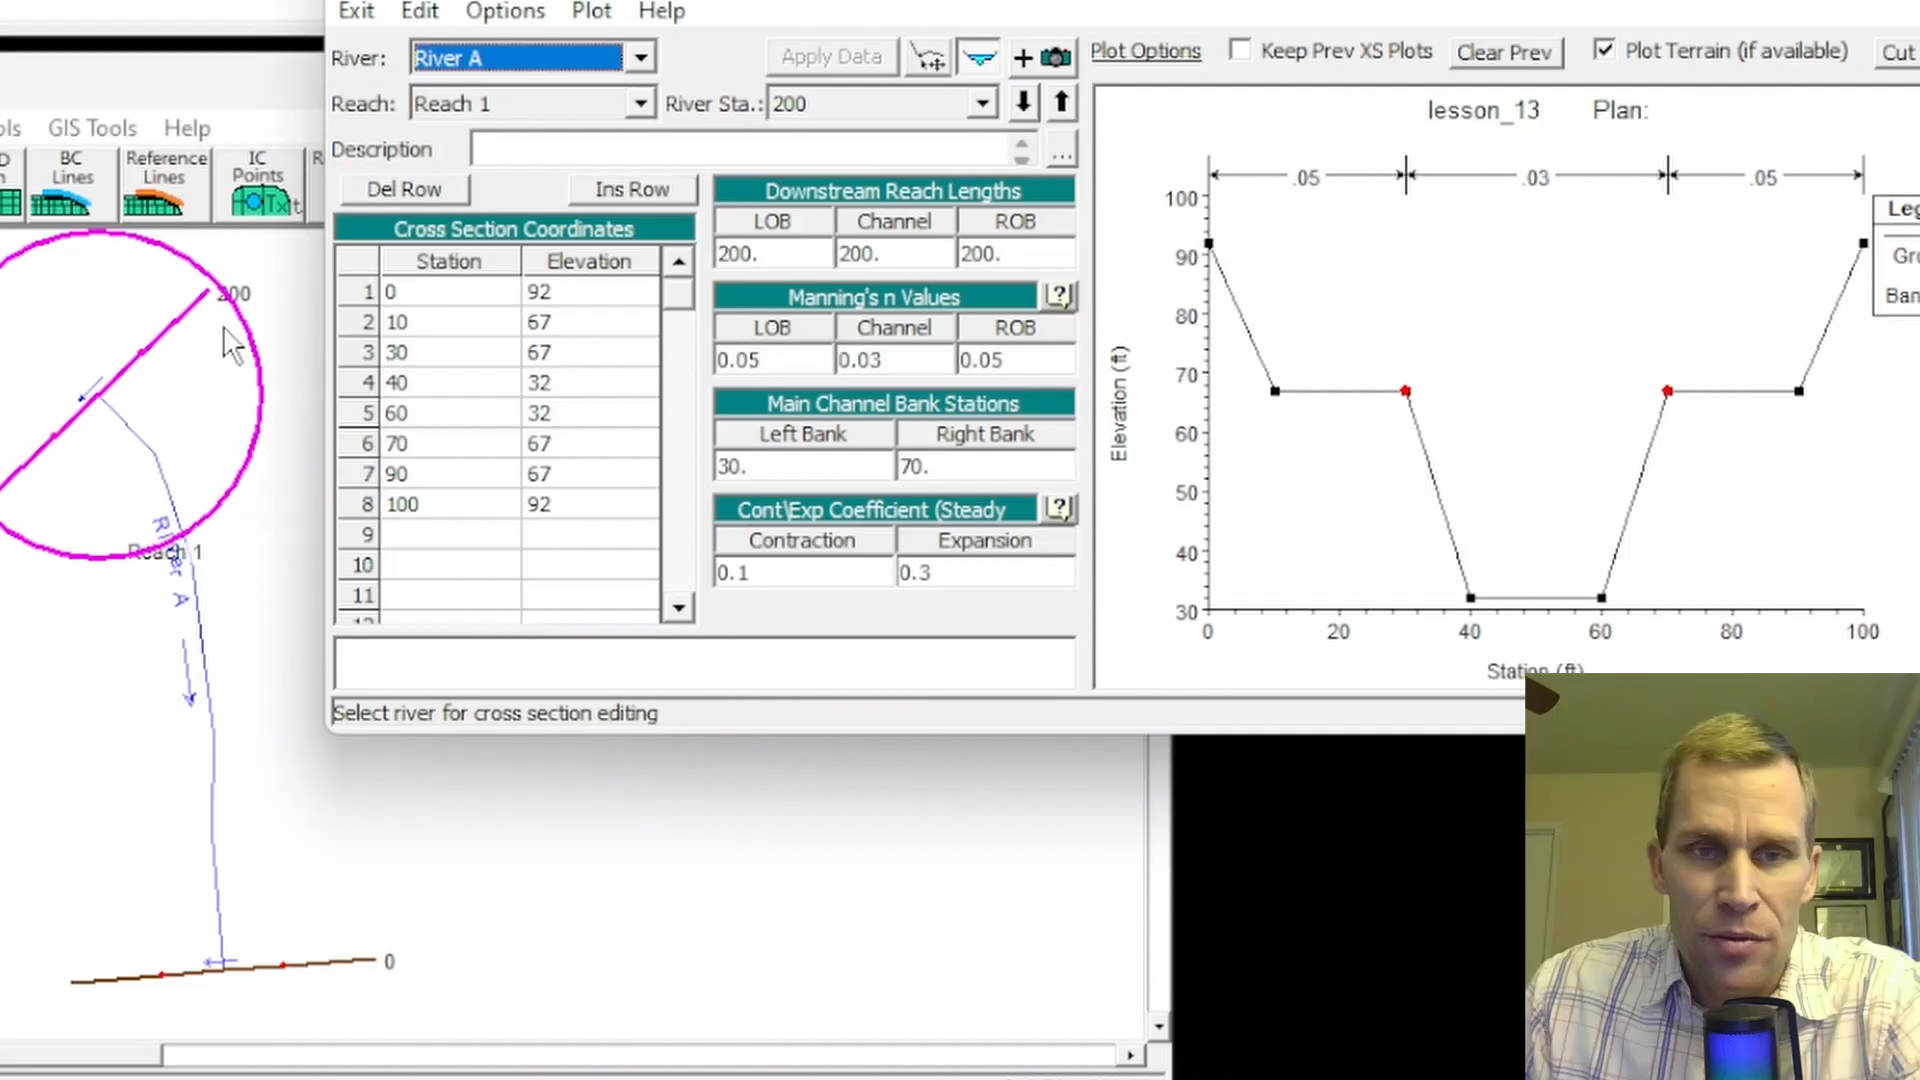 Exit Edit Options Plot Help
River: River A Apply Data
Plot Options Keep Prev XS Plots Clear Prev Plot Terrain (if available) Cut
Reach: Reach 1 River Sta.: 200
Description ...
Del Row Ins Row
Cross Section Coordinates
Station Elevation
1 0 92
2 10 67
3 30 67
4 40 32
5 60 32
6 70 67
7 90 67
8 100 92
9
10
11
Downstream Reach Lengths
LOB Channel ROB
200. 200. 200.
Manning's n Values
LOB Channel ROB
0.05 0.03 0.05
Main Channel Bank Stations
Left Bank Right Bank
30. 70.
Cont\Exp Coefficient (Steady
Contraction Expansion
0.1 0.3
Select river for cross section editing
lesson_13 Plan:
.05 .03 .05
100
90
80
70
60
50
40
30
0 20 40 60 80 100
Elevation (ft)
Station (ft)
Leg
Gro
Ban
ols GIS Tools Help
BC Lines
Reference Lines
IC Points
Txt
200
Reach 1
River A
0